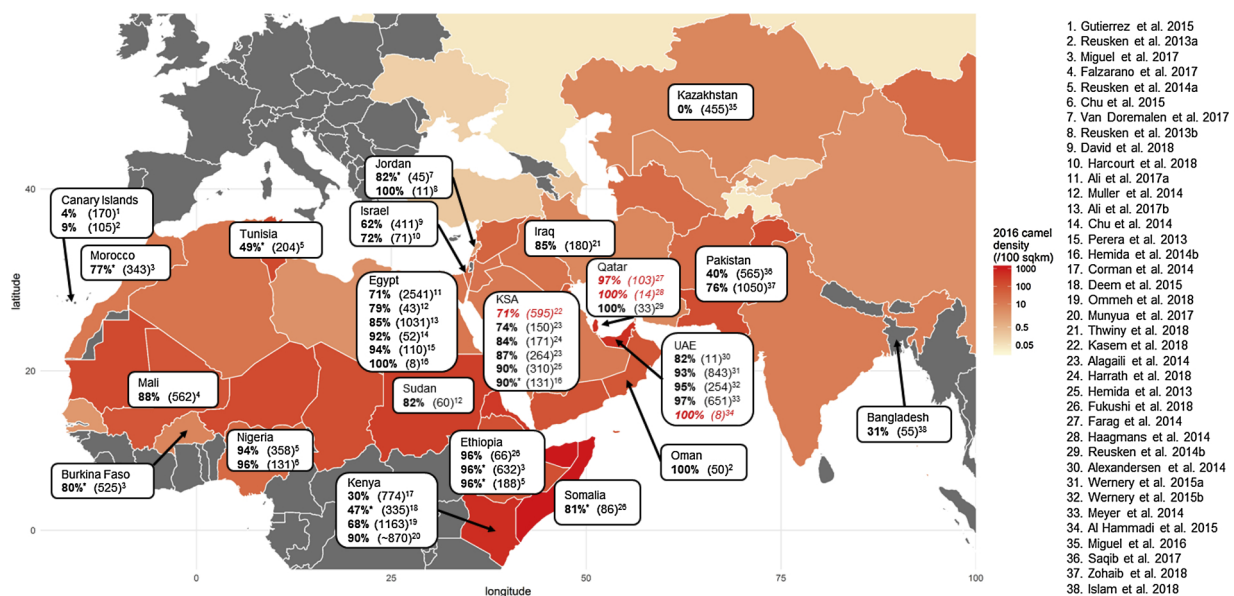 Kazakhstan
0% (455)35
Jordan
82%* (45)7
100% (11)8
40
Canary Islands
4% (170)1
9% (105)2
Israel
62% (411)9
72% (71)10
Tunisia
49%* (204)5
Iraq
85% (180)21
Morocco
77%* (343)3
Qatar
97% (103)27
100% (14)28
100% (33)29
Pakistan
40% (565)36
76% (1050)37
Egypt
71% (2541)11
79% (43)12
85% (1031)13
92% (52)14
94% (110)15
100% (8)16
KSA
71% (595)22
74% (150)23
84% (171)24
87% (264)23
90% (310)25
90%* (131)16
UAE
82% (11)30
93% (843)31
95% (254)32
97% (651)33
100% (8)34
20
Mali
88% (562)4
Sudan
82% (60)12
Bangladesh
31% (55)38
Nigeria
94% (358)5
96% (131)6
Ethiopia
96% (66)26
96%* (632)3
96%* (188)5
Oman
100% (50)2
Burkina Faso
80%* (525)3
Kenya
30% (774)17
47%* (335)18
68% (1163)19
90% (~870)20
Somalia
81%* (86)26
0
latitude
0
25
50
75
100
longitude
2016 camel
density
(/100 sqkm)
1000
100
10
0.5
0.05
1. Gutierrez et al. 2015
2. Reusken et al. 2013a
3. Miguel et al. 2017
4. Falzarano et al. 2017
5. Reusken et al. 2014a
6. Chu et al. 2015
7. Van Doremalen et al. 2017
8. Reusken et al. 2013b
9. David et al. 2018
10. Harcourt et al. 2018
11. Ali et al. 2017a
12. Muller et al. 2014
13. Ali et al. 2017b
14. Chu et al. 2014
15. Perera et al. 2013
16. Hemida et al. 2014b
17. Corman et al. 2014
18. Deem et al. 2015
19. Ommeh et al. 2018
20. Munyua et al. 2017
21. Thwiny et al. 2018
22. Kasem et al. 2018
23. Alagaili et al. 2014
24. Harrath et al. 2018
25. Hemida et al. 2013
26. Fukushi et al. 2018
27. Farag et al. 2014
28. Haagmans et al. 2014
29. Reusken et al. 2014b
30. Alexandersen et al. 2014
31. Wernery et al. 2015a
32. Wernery et al. 2015b
33. Meyer et al. 2014
34. Al Hammadi et al. 2015
35. Miguel et al. 2016
36. Saqib et al. 2017
37. Zohaib et al. 2018
38. Islam et al. 2018